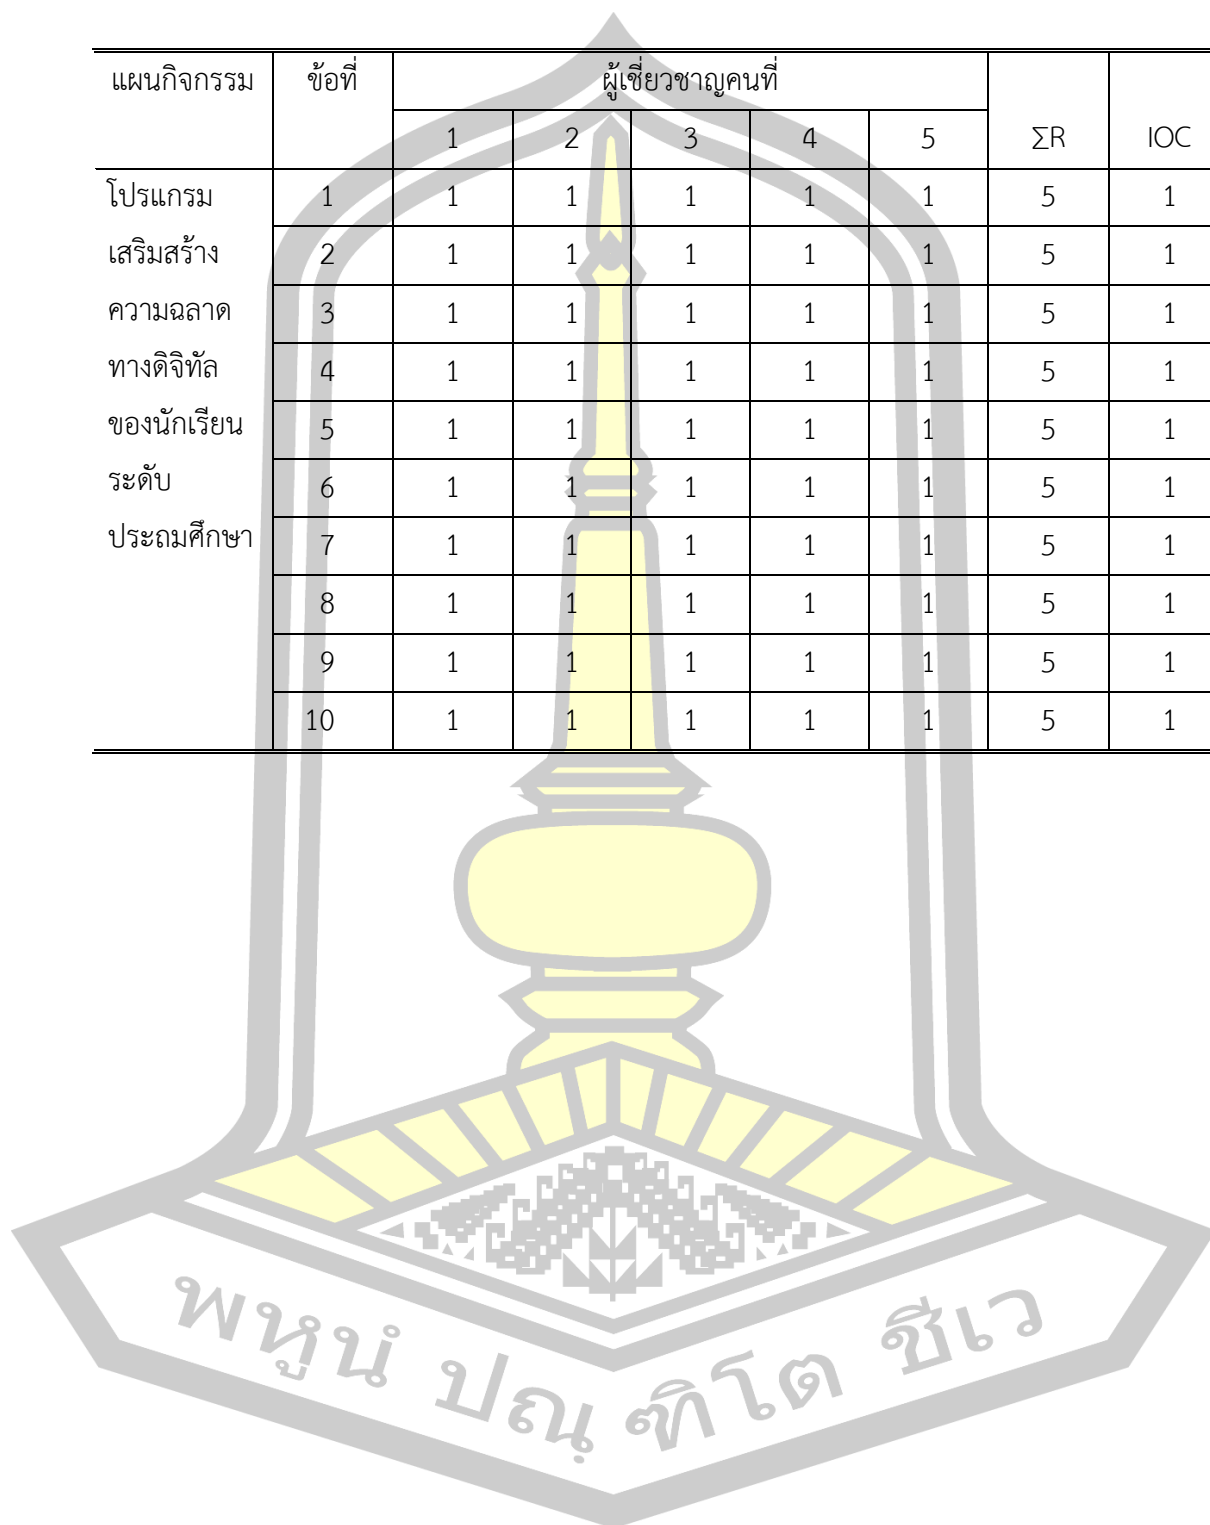 แผนกิจกรรม ข้อที่ ผู้เชี่ยวชาญคนที่
1 2 3 4 5 ΣR IOC
โปรแกรม 1 1 1 1 1 1 5 1
เสริมสร้าง 2 1 1 1 1 1 5 1
ความฉลาด 3 1 1 1 1 1 5 1
ทางดิจิทัล 4 1 1 1 1 1 5 1
ของนักเรียน 5 1 1 1 1 1 5 1
ระดับ 6 1 1 1 1 1 5 1
ประถมศึกษา 7 1 1 1 1 1 5 1
8 1 1 1 1 1 5 1
9 1 1 1 1 1 5 1
10 1 1 1 1 1 5 1
พหูนํ ปณฺฑิโต ชีเว